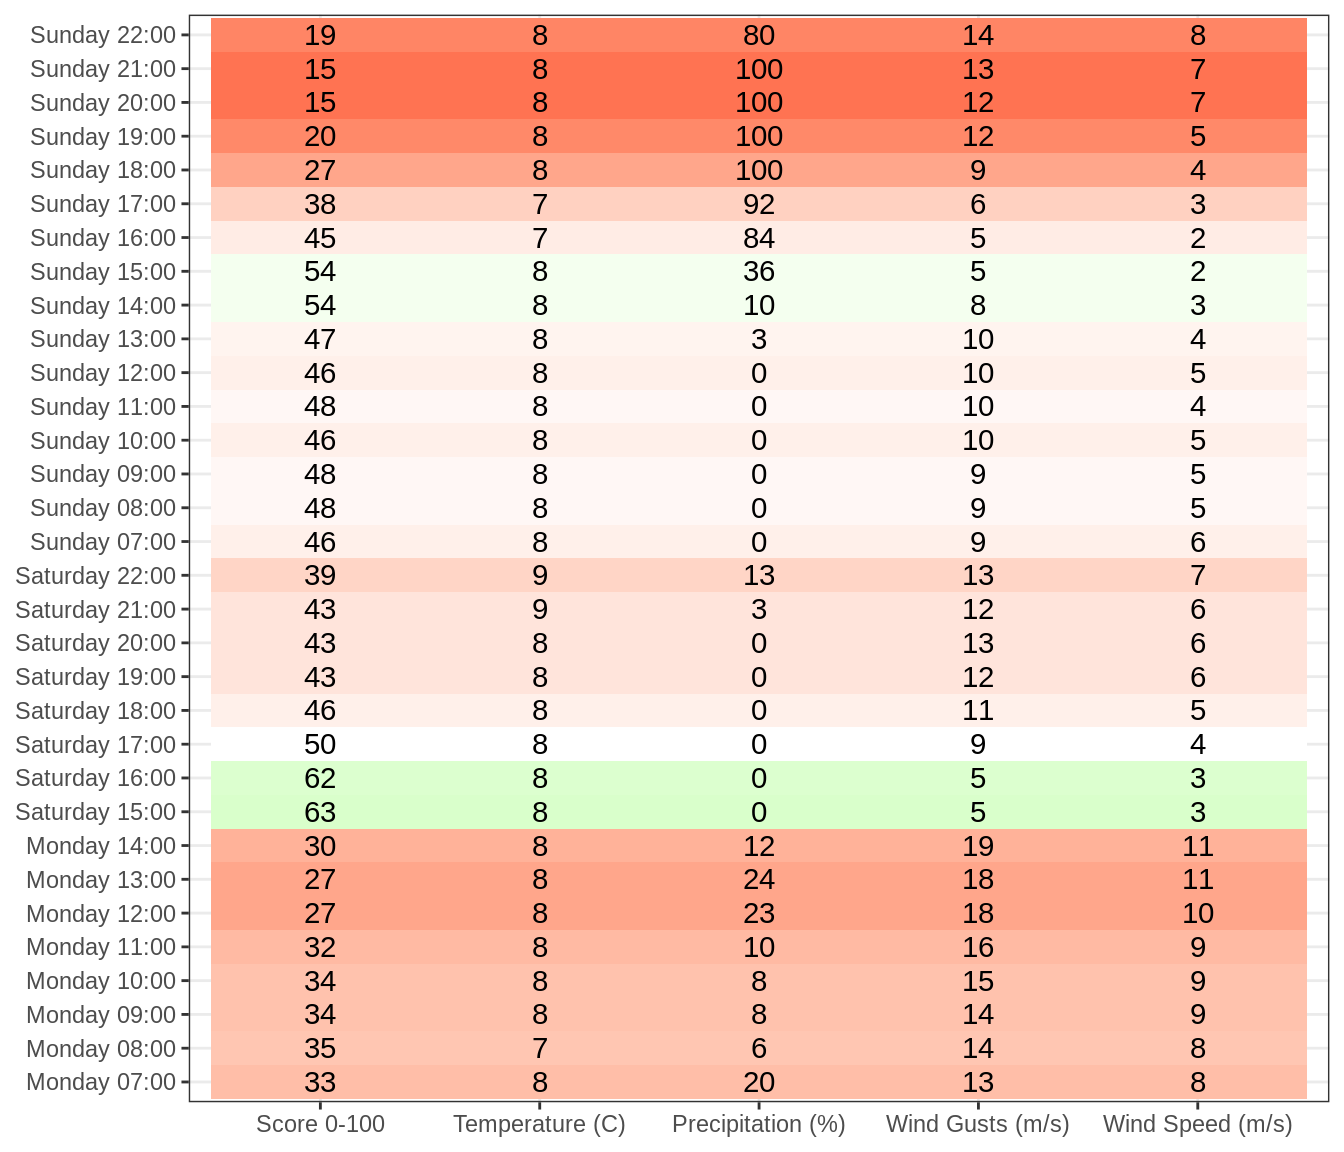 Sunday 22:00 19 8 80 14 8
Sunday 21:00 15 8 100 13 7
Sunday 20:00 15 8 100 12 7
Sunday 19:00 20 8 100 12 5
Sunday 18:00 27 8 100 9 4
Sunday 17:00 38 7 92 6 3
Sunday 16:00 45 7 84 5 2
Sunday 15:00 54 8 36 5 2
Sunday 14:00 54 8 10 8 3
Sunday 13:00 47 8 3 10 4
Sunday 12:00 46 8 0 10 5
Sunday 11:00 48 8 0 10 4
Sunday 10:00 46 8 0 10 5
Sunday 09:00 48 8 0 9 5
Sunday 08:00 48 8 0 9 5
Sunday 07:00 46 8 0 9 6
Saturday 22:00 39 9 13 13 7
Saturday 21:00 43 9 3 12 6
Saturday 20:00 43 8 0 13 6
Saturday 19:00 43 8 0 12 6
Saturday 18:00 46 8 0 11 5
Saturday 17:00 50 8 0 9 4
Saturday 16:00 62 8 0 5 3
Saturday 15:00 63 8 0 5 3
Monday 14:00 30 8 12 19 11
Monday 13:00 27 8 24 18 11
Monday 12:00 27 8 23 18 10
Monday 11:00 32 8 10 16 9
Monday 10:00 34 8 8 15 9
Monday 09:00 34 8 8 14 9
Monday 08:00 35 7 6 14 8
Monday 07:00 33 8 20 13 8
Score 0-100 Temperature (C) Precipitation (%) Wind Gusts (m/s) Wind Speed (m/s)